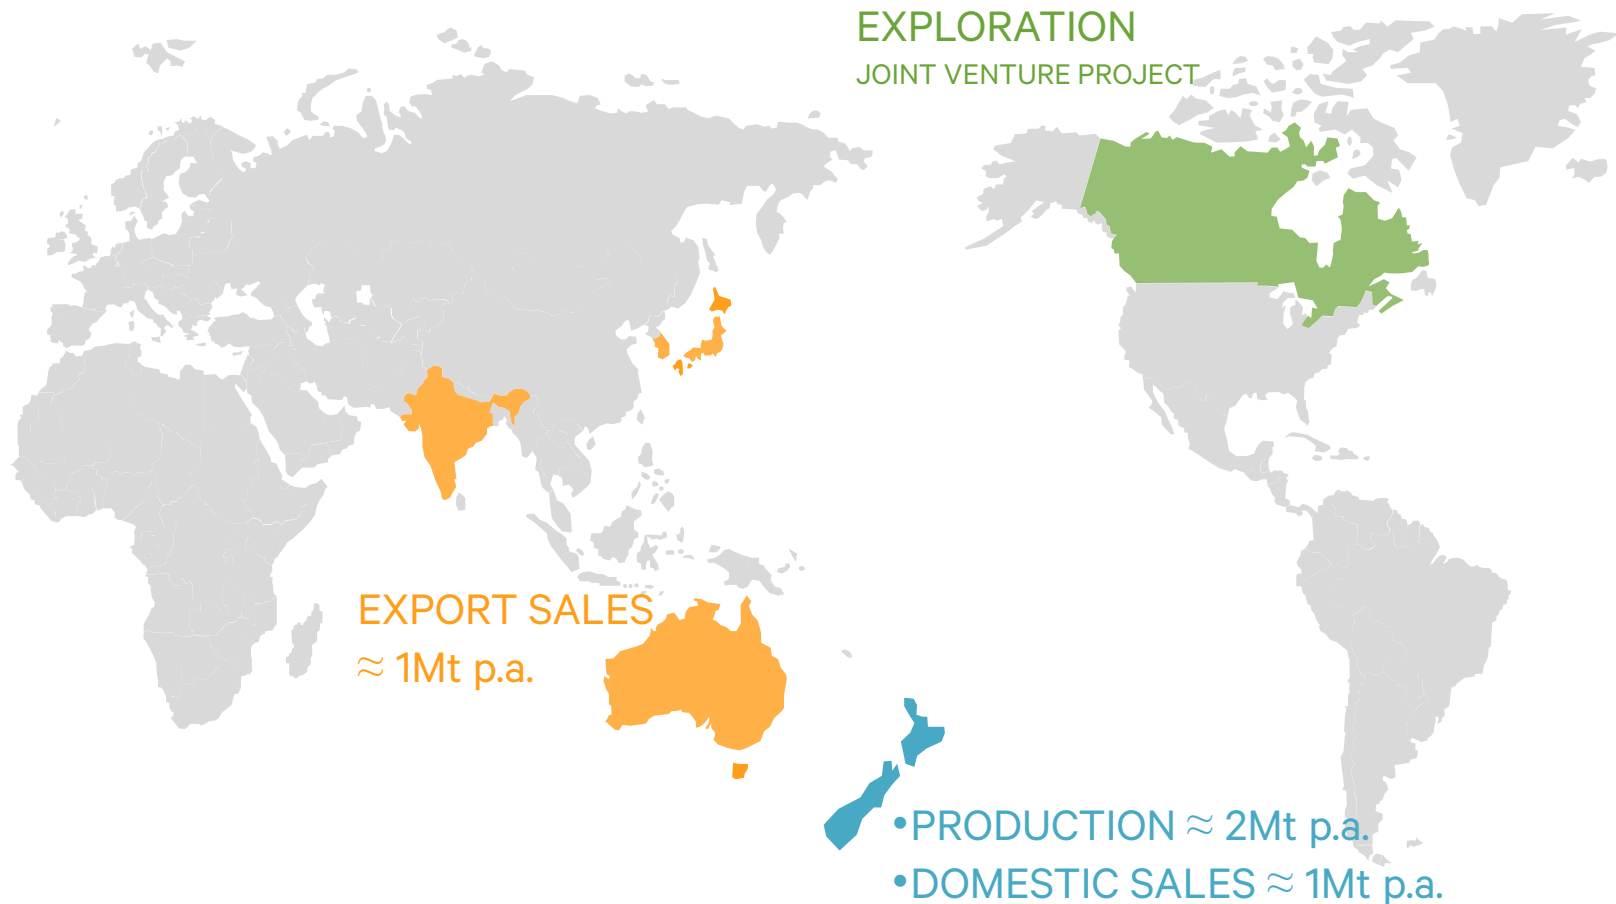 EXPLORATION
JOINT VENTURE PROJECT
EXPORT SALES
≈ 1Mt p.a.
•PRODUCTION ≈ 2Mt p.a.
•DOMESTIC SALES ≈ 1Mt p.a.